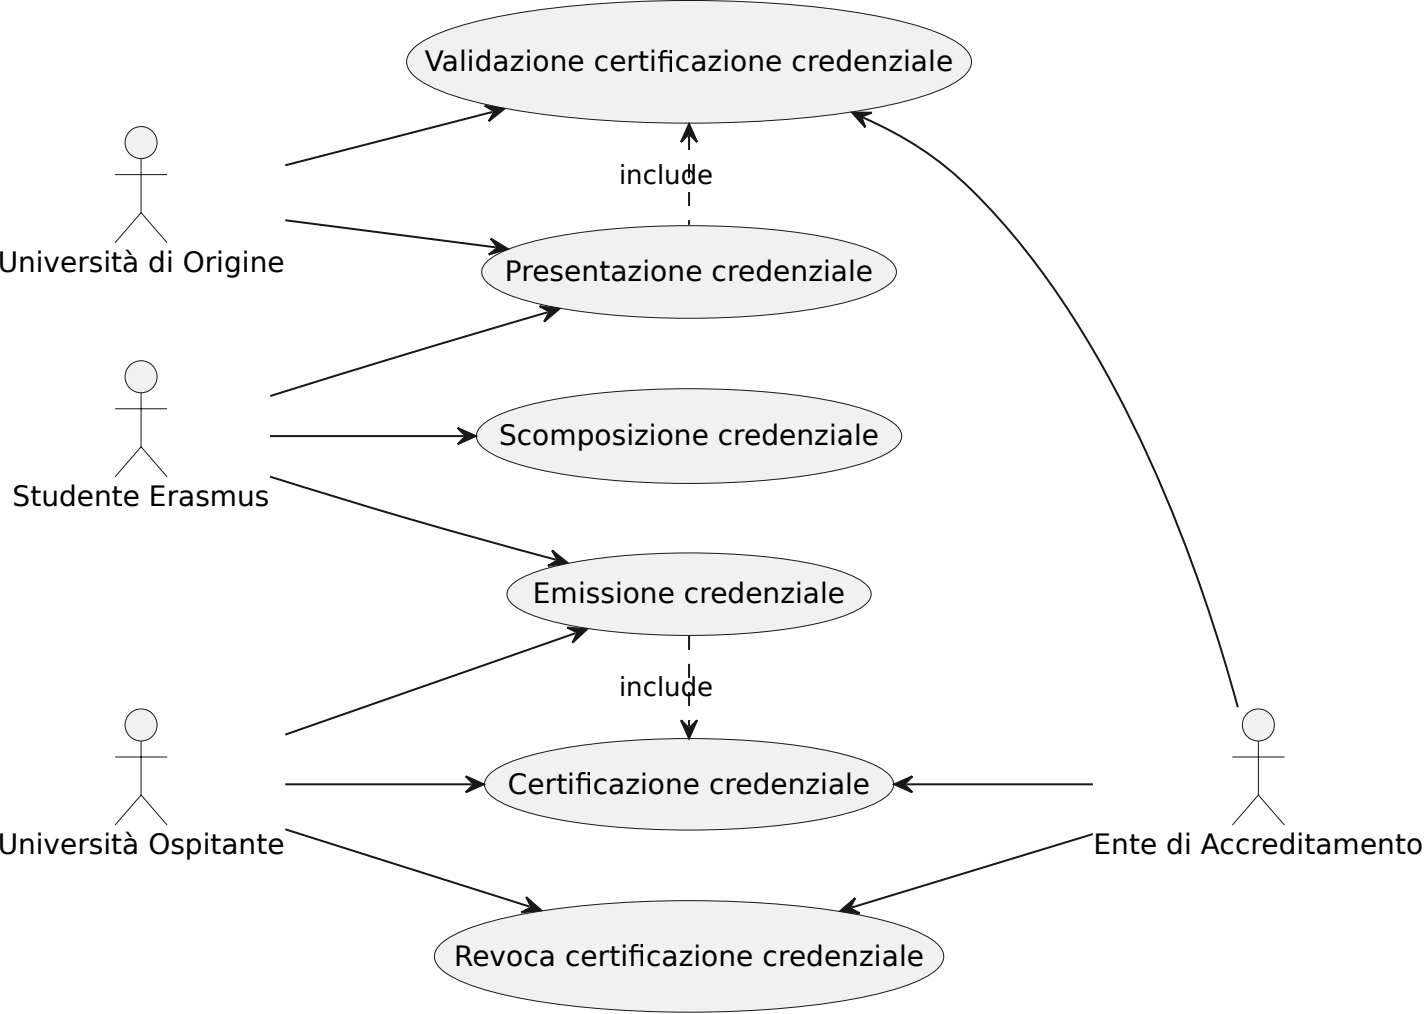 Validazione certificazione credenziale
include
Università di Origine
Presentazione credenziale
Scomposizione credenziale
Studente Erasmus
Emissione credenziale
include
Certificazione credenziale
Università Ospitante
Ente di Accreditamento
Revoca certificazione credenziale